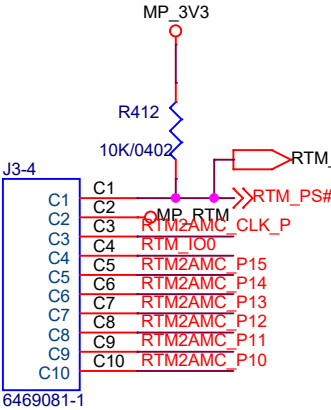 MP_3V3
R412
10K/0402
RTM_
J3-4
C1 C1 RTM_PS#
C2 C2 MP_RTM
C3 C3 RTM2AMC_CLK_P
C4 C4 RTM_IO0
C5 C5 RTM2AMC_P15
C6 C6 RTM2AMC_P14
C7 C7 RTM2AMC_P13
C8 C8 RTM2AMC_P12
C9 C9 RTM2AMC_P11
C10 C10 RTM2AMC_P10
6469081-1